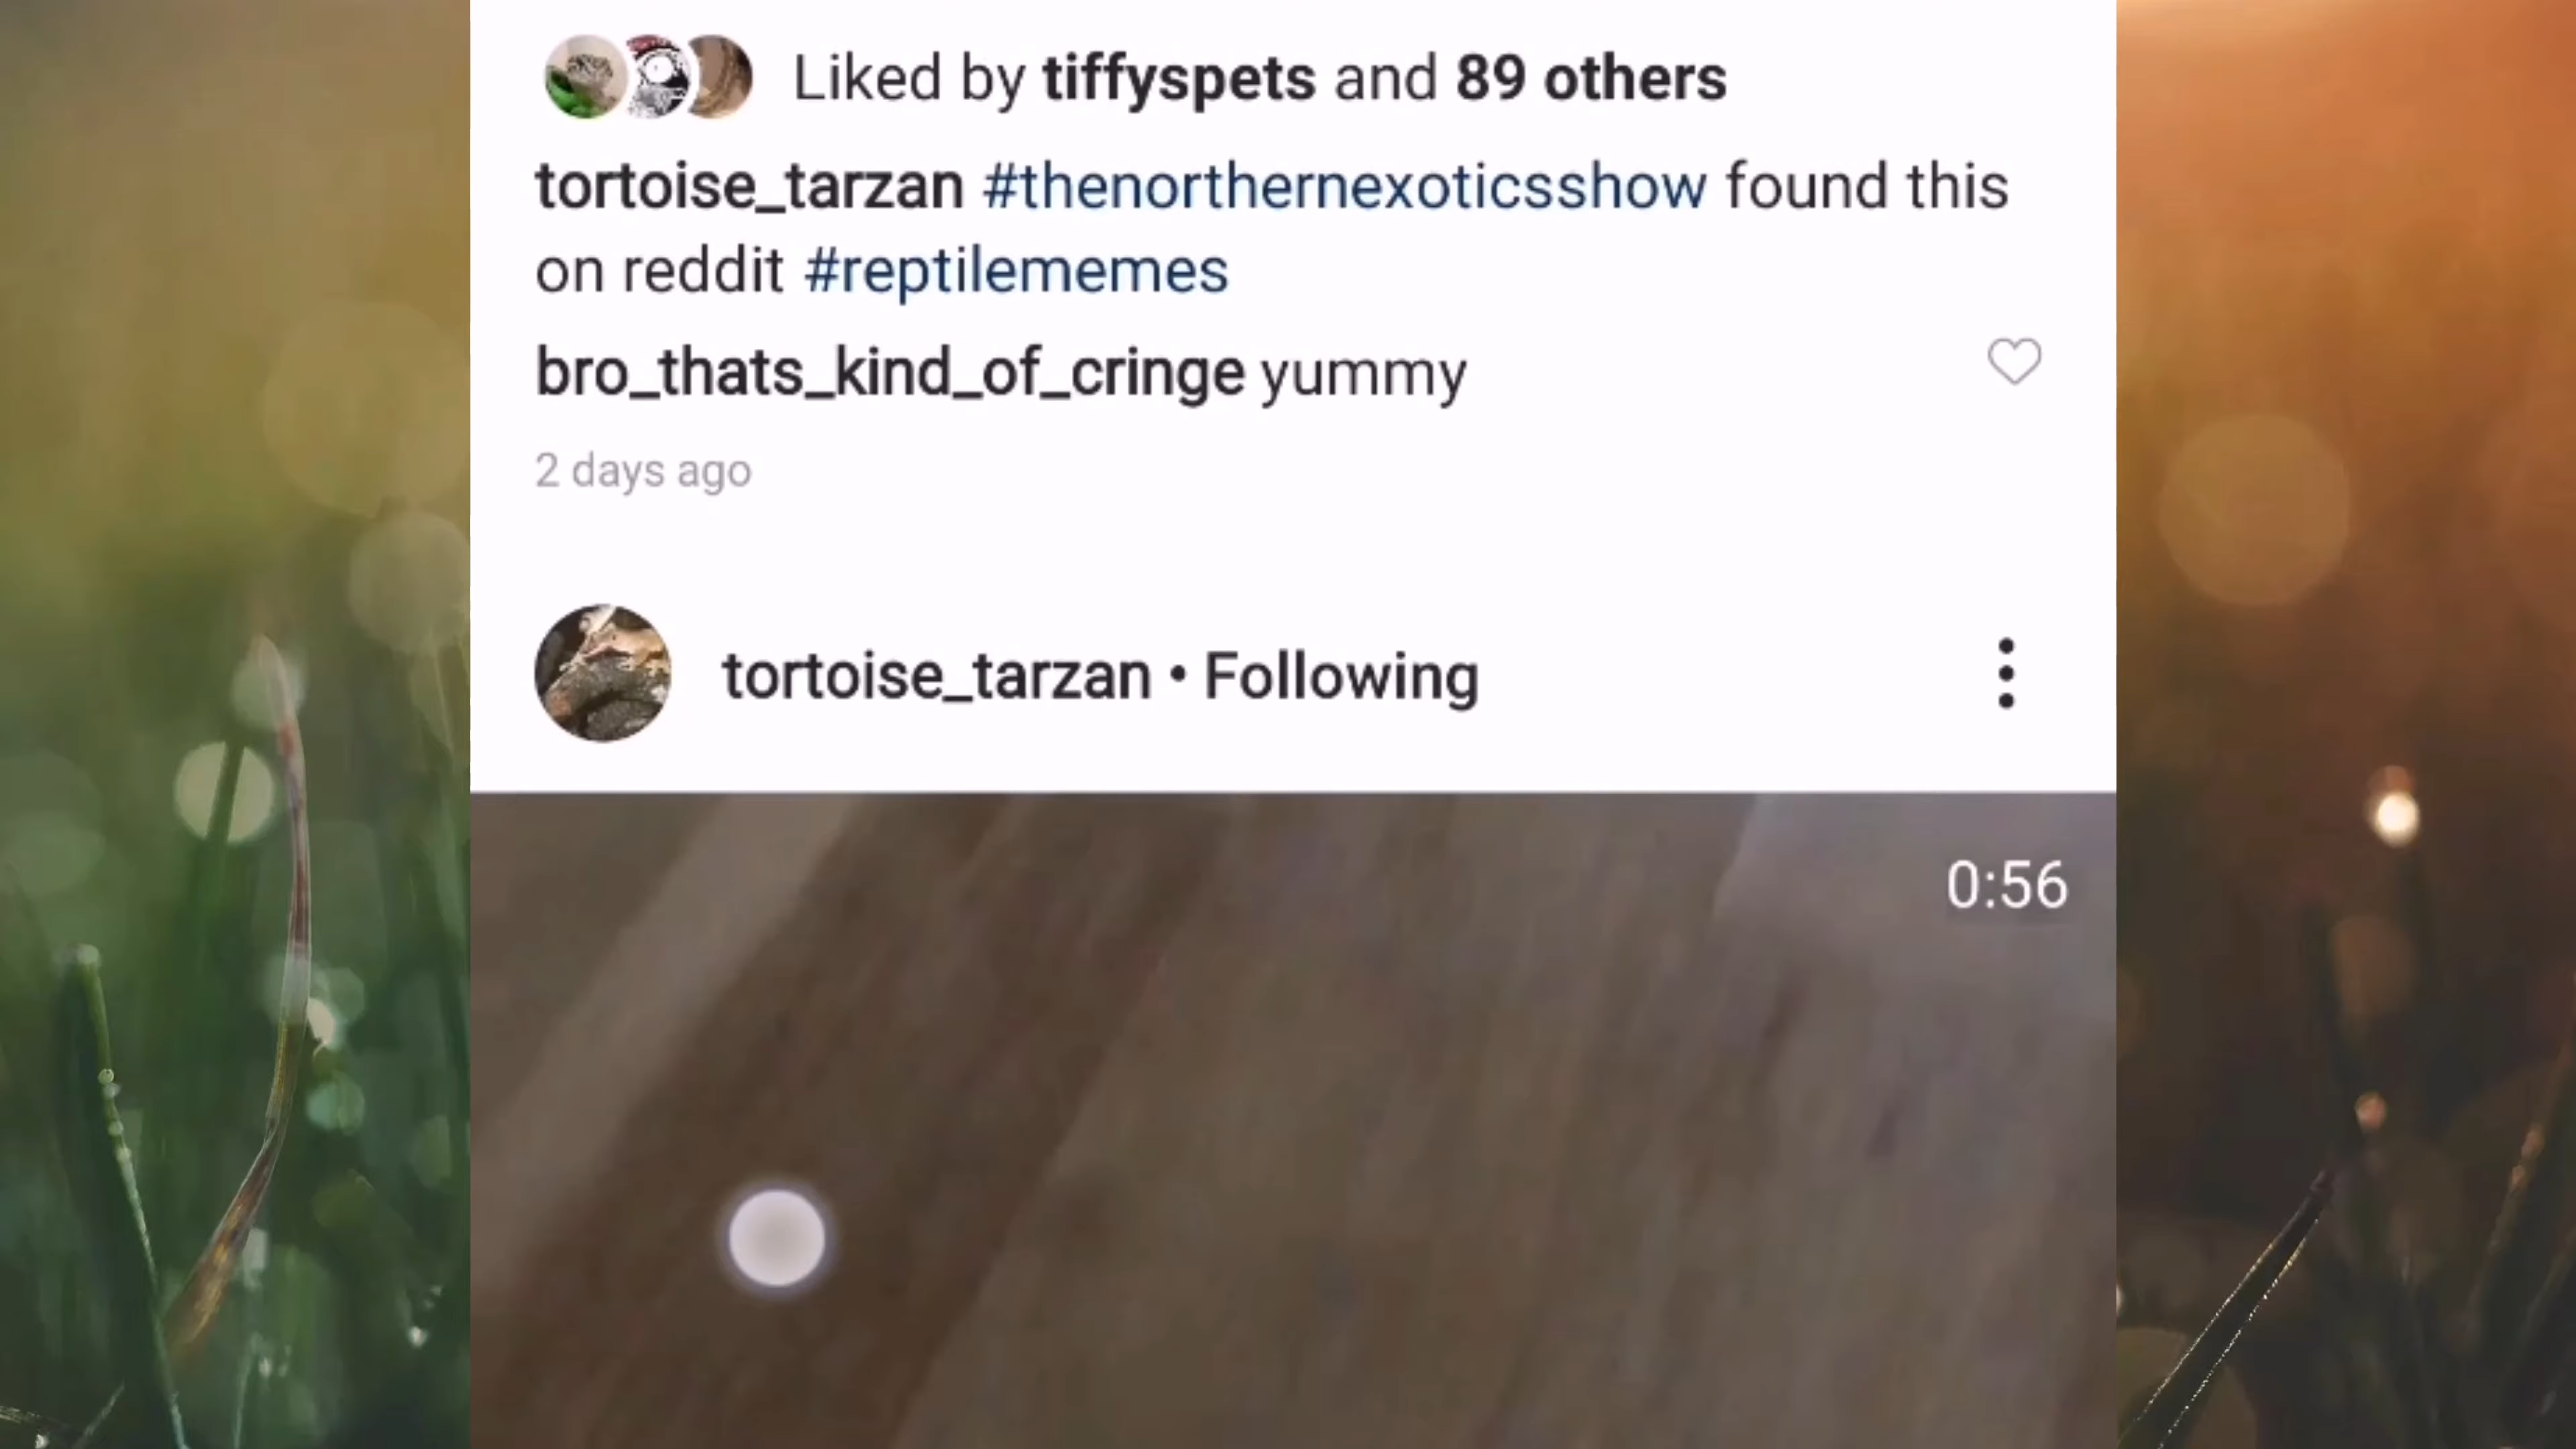 Liked by tiffyspets and 89 others
tortoise_tarzan #thenorthernexoticsshow found this
on reddit #reptilememes
bro_thats_kind_of_cringe yummy
2 days ago
tortoise_tarzan • Following
0:56